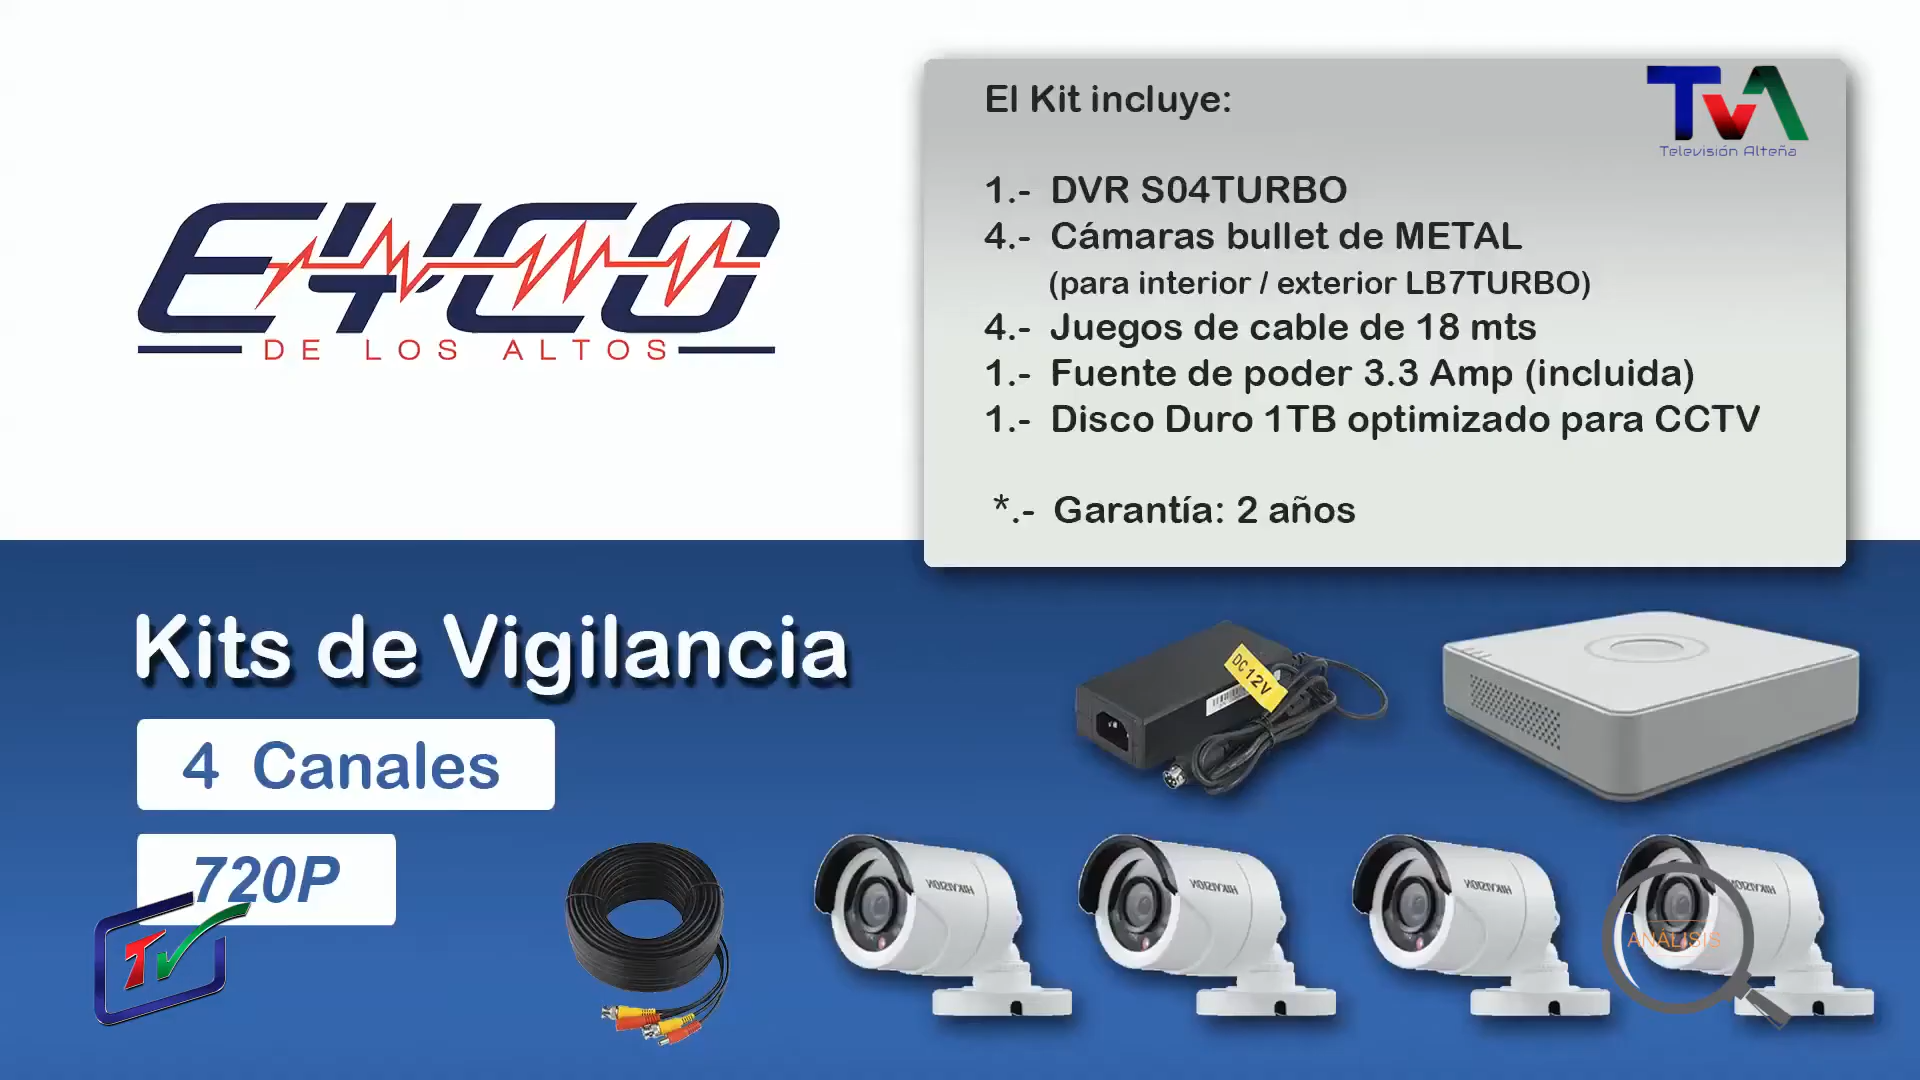 El Kit incluye:
TVA
Televisión Alteña
1.- DVR S04TURBO
4.- Cámaras bullet de METAL
(para interior / exterior LB7TURBO)
4.- Juegos de cable de 18 mts
1.- Fuente de poder 3.3 Amp (incluida)
1.- Disco Duro 1TB optimizado para CCTV
*.- Garantía: 2 años
EYCO
DE LOS ALTOS
Kits de Vigilancia
4 Canales
720P
TV
DC12V
HIKVISION
HIKVISION
HIKVISION
HIKVISION
ANÁLISIS